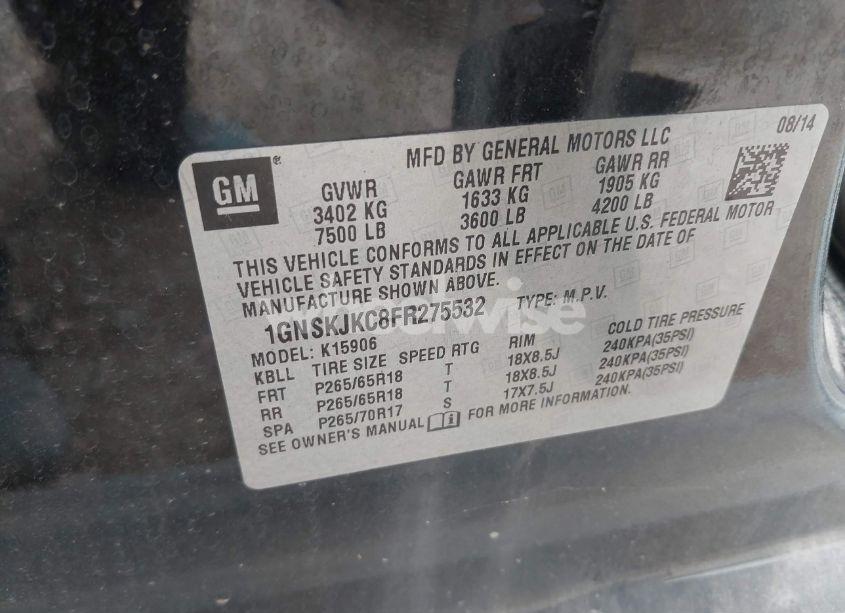 08/14
MFD BY GENERAL MOTORS LLC
GM
GVWR GAWR FRT GAWR RR
3402 KG 1633 KG 1905 KG
7500 LB 3600 LB 4200 LB
THIS VEHICLE CONFORMS TO ALL APPLICABLE U.S. FEDERAL MOTOR
VEHICLE SAFETY STANDARDS IN EFFECT ON THE DATE OF
MANUFACTURE SHOWN ABOVE.
1GNSKJKC8FR275532 TYPE: M.P.V.
MODEL: K15906
KBLL TIRE SIZE SPEED RTG RIM COLD TIRE PRESSURE
FRT P265/65R18 T 18X8.5J 240KPA(35PSI)
RR P265/65R18 T 18X8.5J 240KPA(35PSI)
SPA P265/70R17 S 17X7.5J 240KPA(35PSI)
SEE OWNER'S MANUAL FOR MORE INFORMATION.